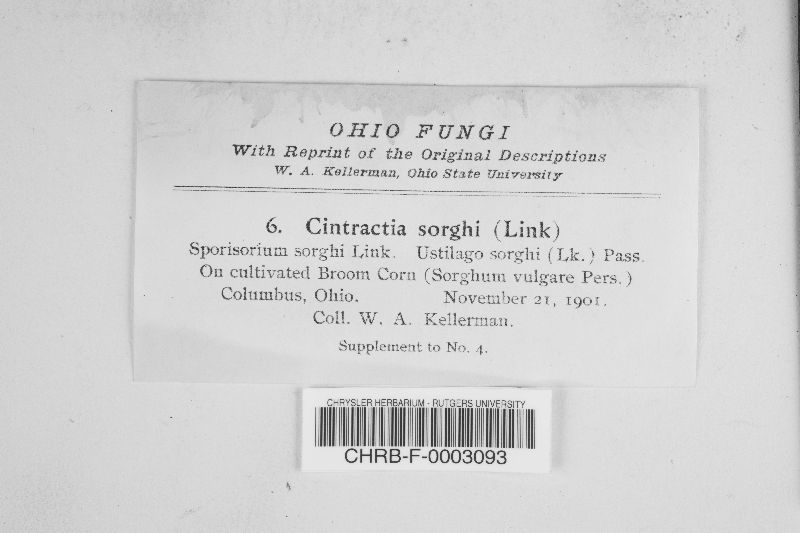 OHIO FUNGI
With Reprint of the Original Descriptions
W. A. Kellerman, Ohio State University
6. Cintractia sorghi (Link)
Sporisorium sorghi Link. Ustilago sorghi (Lk.) Pass.
On cultivated Broom Corn (Sorghum vulgare Pers.)
Columbus, Ohio. November 21, 1901.
Coll. W. A. Kellerman.
Supplement to No. 4.
CHRYSLER HERBARIUM - RUTGERS UNIVERSITY
CHRB-F-0003093